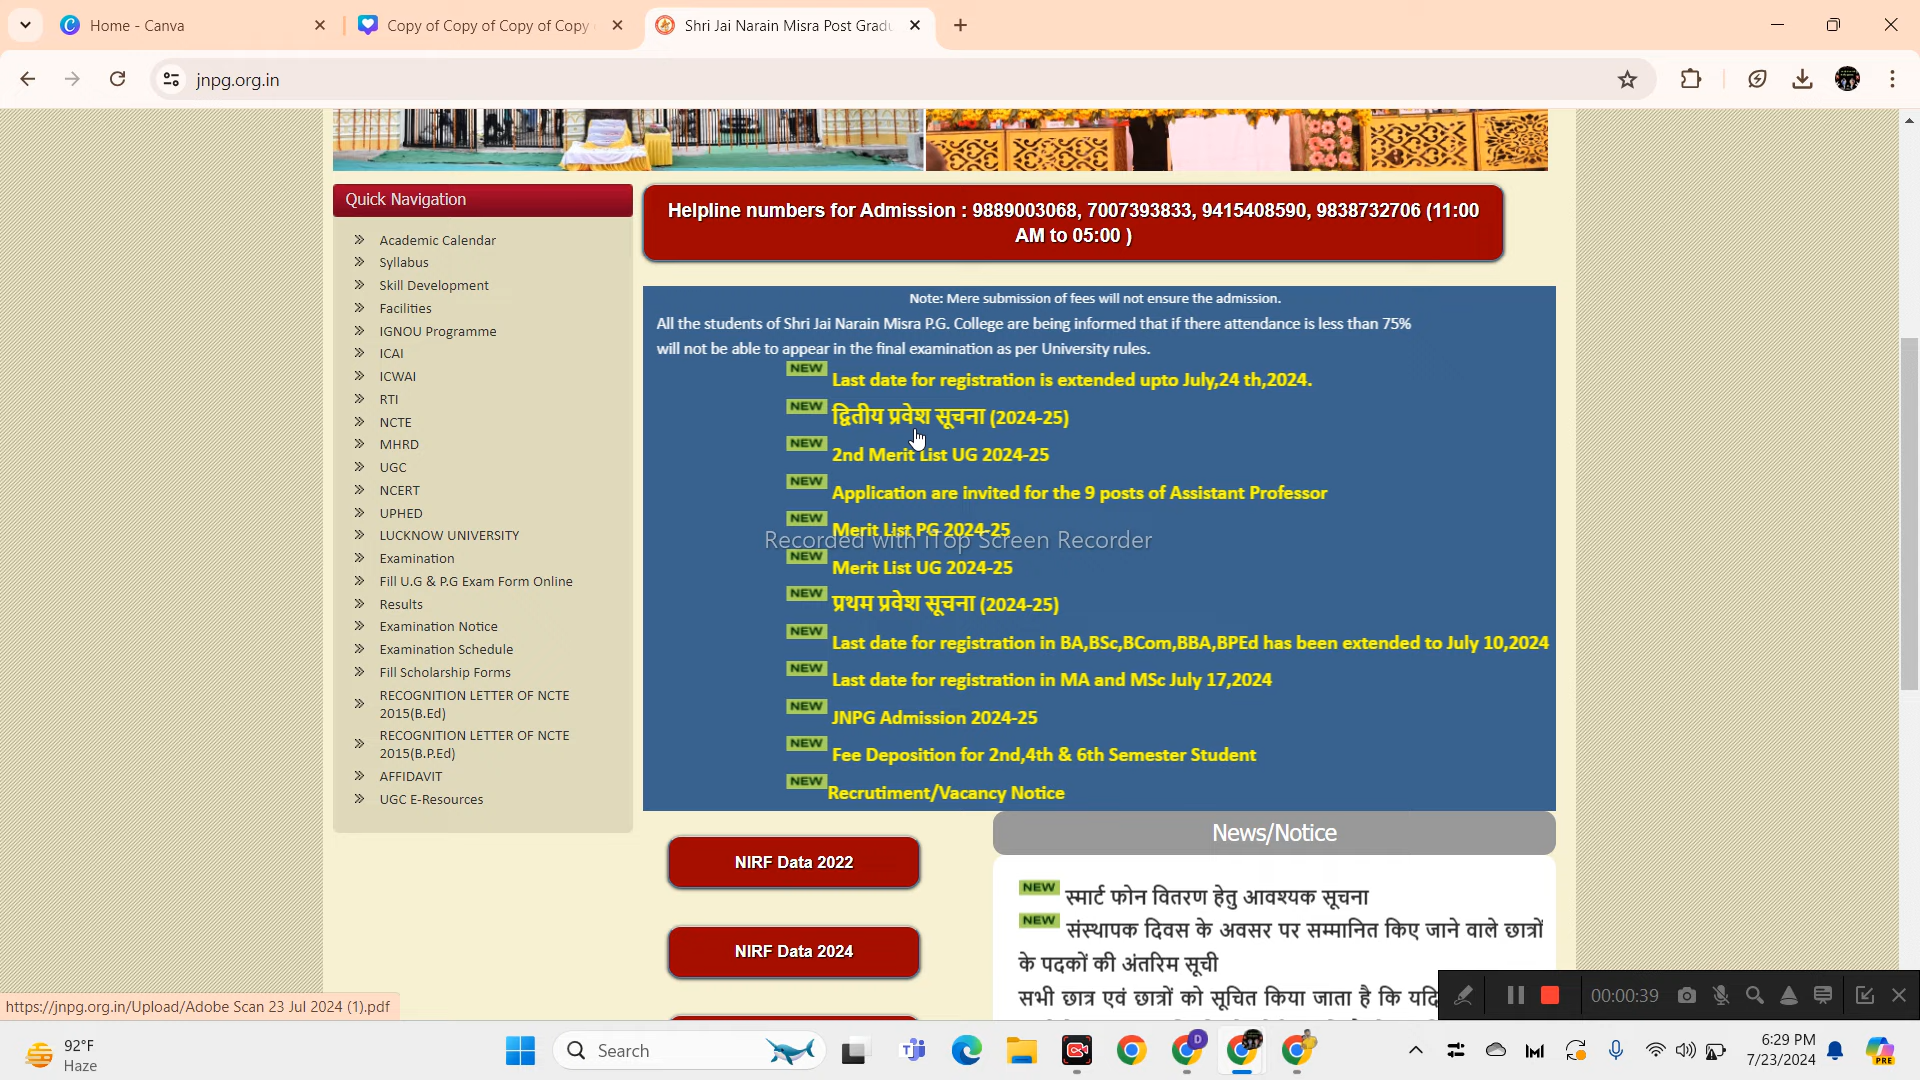 Home - Canva
Copy of Copy of Copy of Copy
Shri Jai Narain Misra Post Gradu
jnpg.org.in
Quick Navigation
Academic Calendar
Syllabus
Skill Development
Facilities
IGNOU Programme
ICAI
ICWAI
RTI
NCTE
MHRD
UGC
NCERT
UPHED
LUCKNOW UNIVERSITY
Examination
Fill U.G & P.G Exam Form Online
Results
Examination Notice
Examination Schedule
Fill Scholarship Forms
RECOGNITION LETTER OF NCTE
2015(B.Ed)
RECOGNITION LETTER OF NCTE
2015(B.P.Ed)
AFFIDAVIT
UGC E-Resources
Helpline numbers for Admission : 9889003068, 7007393833, 9415408590, 9838732706 (11:00
AM to 05:00 )
Note: Mere submission of fees will not ensure the admission.
All the students of Shri Jai Narain Misra P.G. College are being informed that if there attendance is less than 75%
will not be able to appear in the final examination as per University rules.
NEW Last date for registration is extended upto July,24 th,2024.
NEW द्वितीय प्रवेश सूचना (2024-25)
NEW 2nd Merit List UG 2024-25
NEW Application are invited for the 9 posts of Assistant Professor
NEW Merit List PG 2024-25
Recorded with iTop Screen Recorder
NEW Merit List UG 2024-25
NEW प्रथम प्रवेश सूचना (2024-25)
NEW Last date for registration in BA,BSc,BCom,BBA,BPEd has been extended to July 10,2024
NEW Last date for registration in MA and MSc July 17,2024
NEW JNPG Admission 2024-25
NEW Fee Deposition for 2nd,4th & 6th Semester Student
NEW Recrutiment/Vacancy Notice
NIRF Data 2022
NIRF Data 2024
News/Notice
NEW स्मार्ट फोन वितरण हेतु आवश्यक सूचना
NEW संस्थापक दिवस के अवसर पर सम्मानित किए जाने वाले छात्रों
के पदकों की अंतरिम सूची
सभी छात्र एवं छात्रों को सूचित किया जाता है कि यदि
https://jnpg.org.in/Upload/Adobe Scan 23 Jul 2024 (1).pdf
00:00:39
92°F
Haze
Search
6:29 PM
7/23/2024
PRE